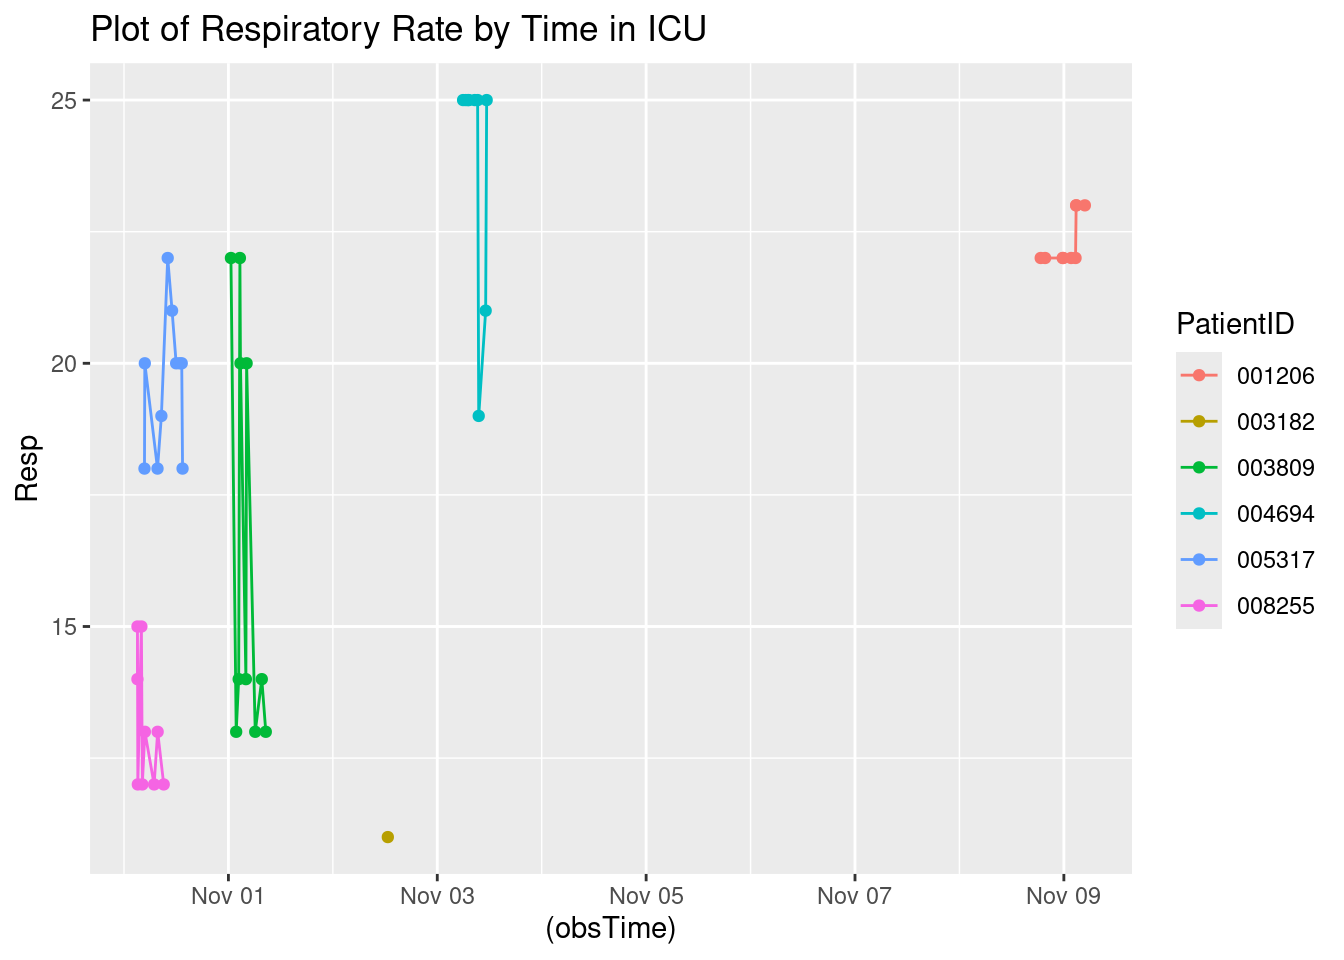 Plot of Respiratory Rate by Time in ICU
25
20
15
Resp
Nov 01
Nov 03
Nov 05
Nov 07
Nov 09
(obsTime)
PatientID
001206
003182
003809
004694
005317
008255